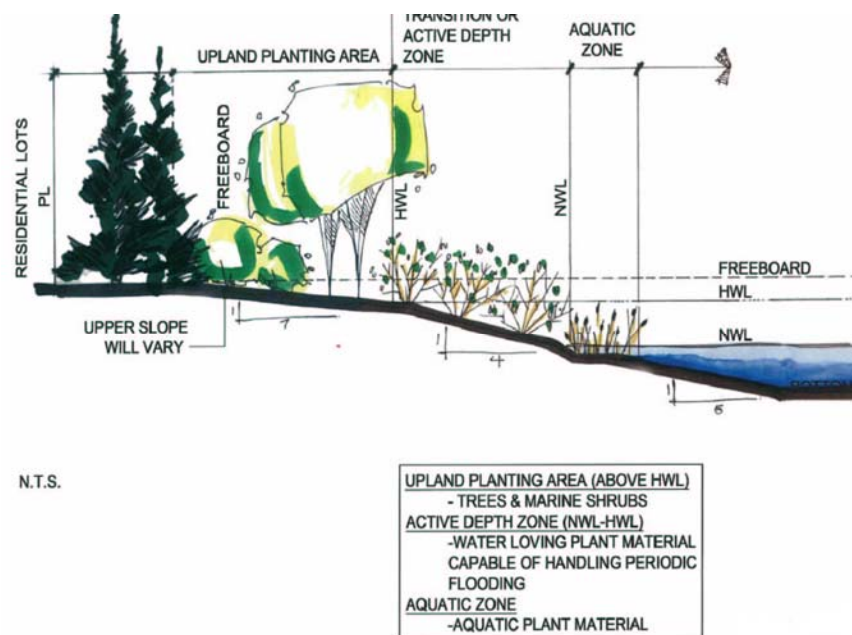 TRANSITION OR
ACTIVE DEPTH
ZONE
AQUATIC
ZONE
UPLAND PLANTING AREA
RESIDENTIAL LOTS
PL
FREEBOARD
HWL
NWL
FREEBOARD
HWL
NWL
UPPER SLOPE
WILL VARY
1
7
1
4
1
BOTTOM
N.T.S.
UPLAND PLANTING AREA (ABOVE HWL)
- TREES & MARINE SHRUBS
ACTIVE DEPTH ZONE (NWL-HWL)
-WATER LOVING PLANT MATERIAL
CAPABLE OF HANDLING PERIODIC
FLOODING
AQUATIC ZONE
-AQUATIC PLANT MATERIAL